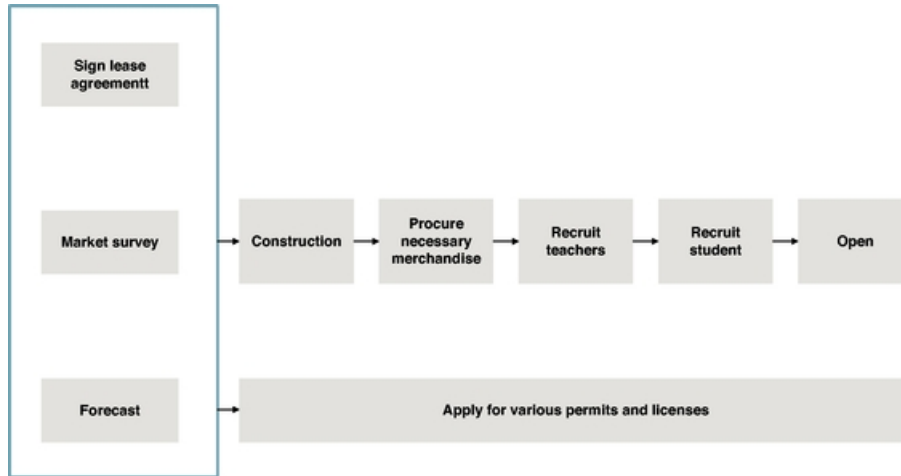 Sign lease
agreementt
Market survey
Construction
Procure
necessary
merchandise
Recruit
teachers
Recruit
student
Open
Forecast
Apply for various permits and licenses